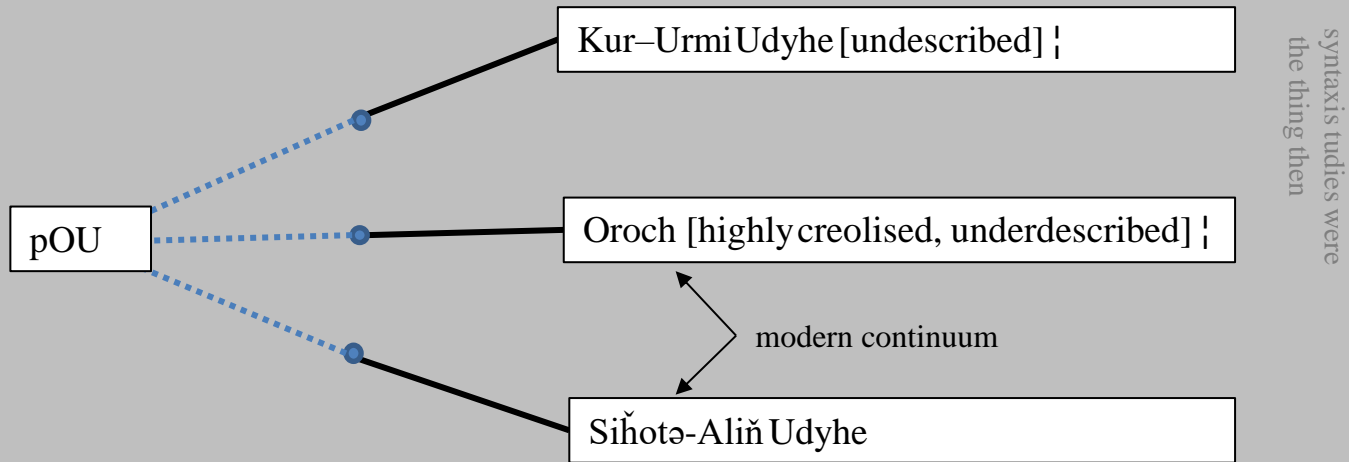 Kur–Urmi Udyhe [undescribed] ¦
syntaxis tudies were
the thing then
pOU
Oroch [highly creolised, underdescribed] ¦
modern continuum
Siȟotə-Aliň Udyhe